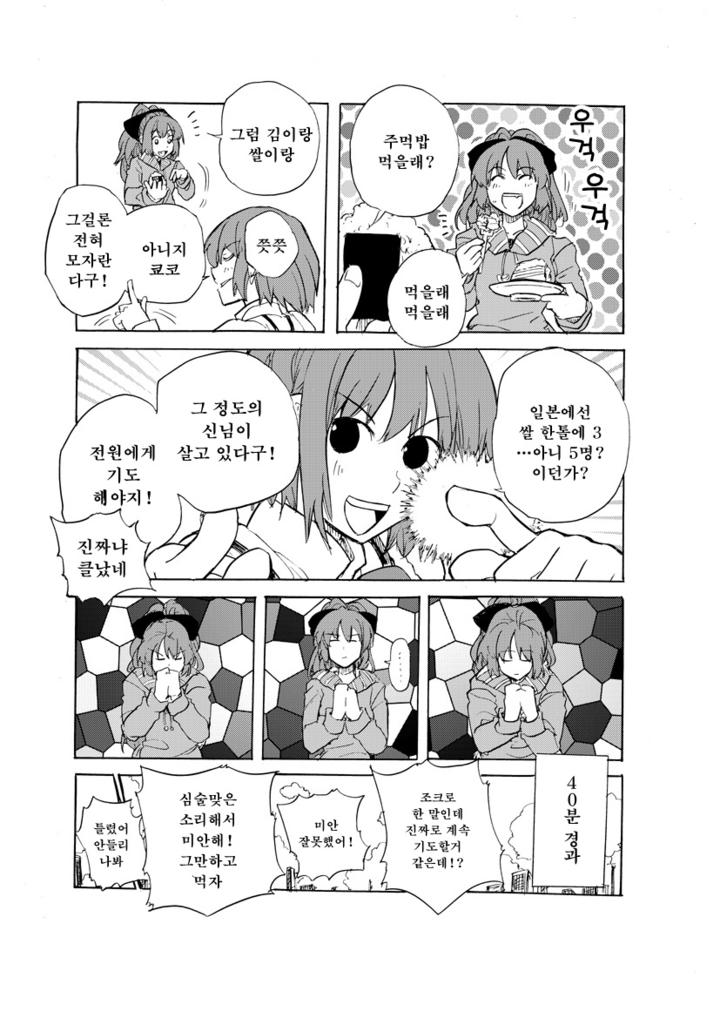 우걱우걱
주먹밥
먹을래?
먹을래
먹을래
그럼 김이랑
쌀이랑
쯧쯧
아니지
쿄코
그걸론
전혀
모자란
다구!
일본에선
쌀 한톨에 3
…아니 5명?
이던가?
그 정도의
신님이
살고 있다구!
전원에게
기도
해야지!
진짜냐
클났네
……
40분 경과
조크로
한 말인데
진짜로 계속
기도할거
같은데!?
미안
잘못했어!
심술맞은
소리해서
미안해!
그만하고
먹자
틀렸어
안들리
나봐